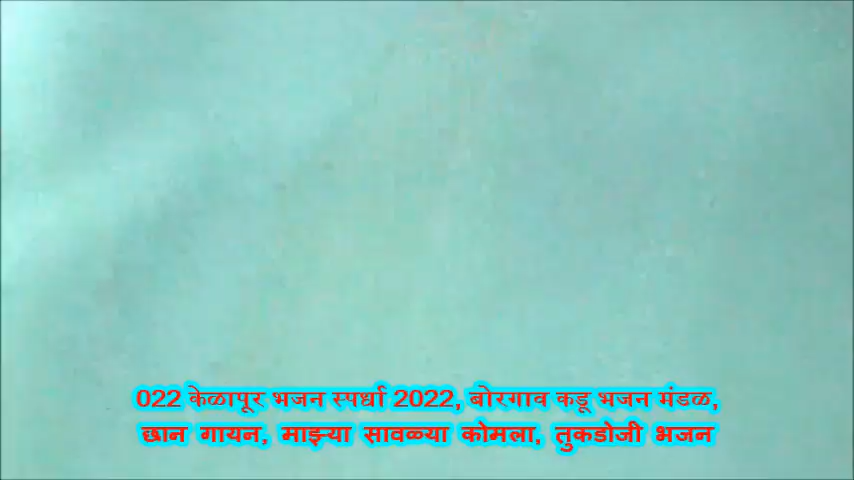 022 केळापूर भजन स्पर्धा 2022, बोरगाव कडू भजन मंडळ,
छान गायन, माझ्या सावळ्या कोमला, तुकडोजी भजन